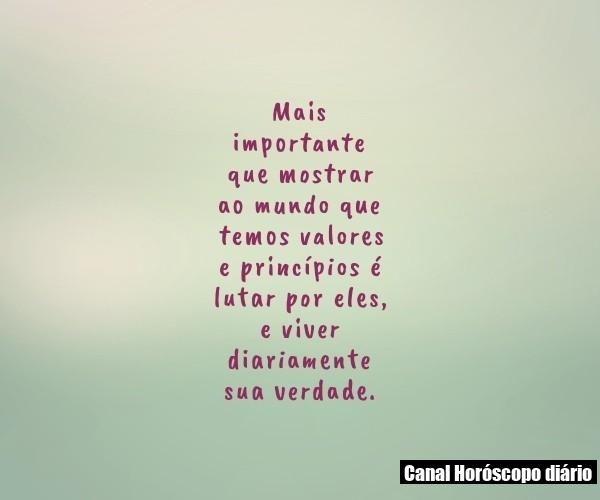 Mais
importante
que mostrar
ao mundo que
temos valores
e princípios é
lutar por eles,
e viver
diariamente
sua verdade.
Canal Horóscopo diário